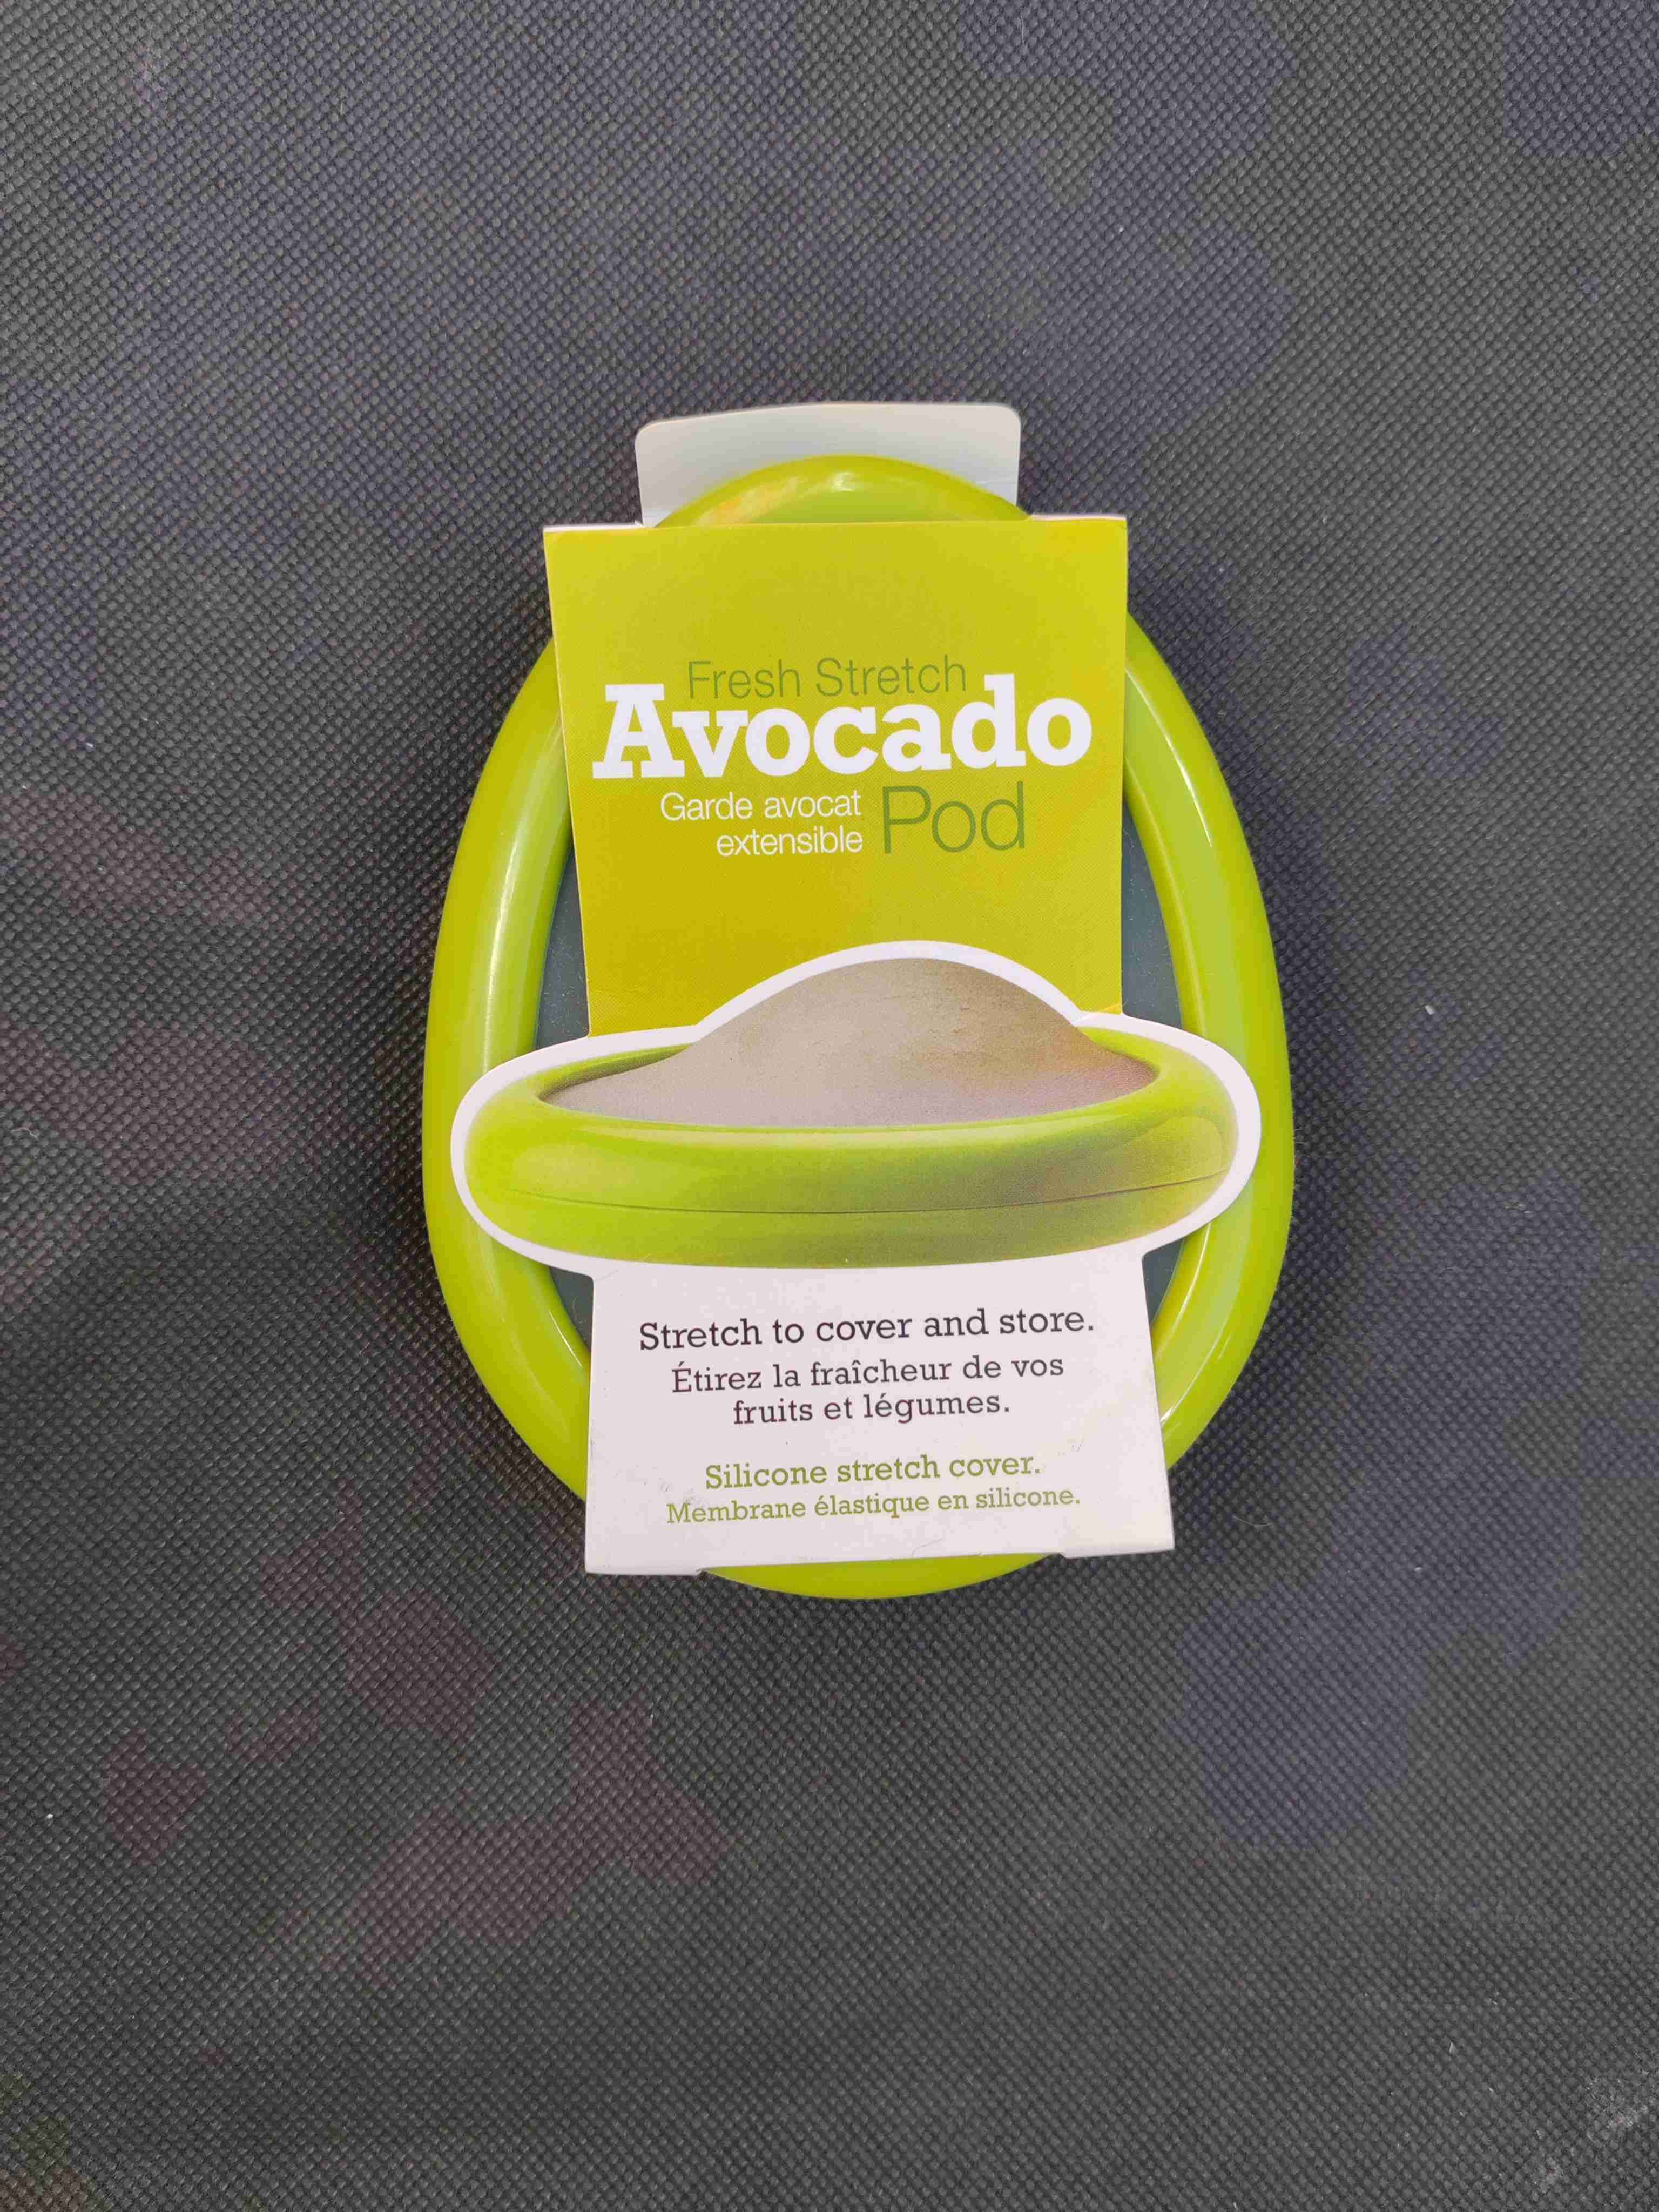 Fresh Stretch
Avocado
Garde avocat
extensible
Pod
Stretch to cover and store.
Étirez la fraîcheur de vos
fruits et légumes.
Silicone stretch cover.
Membrane élastique en silicone.